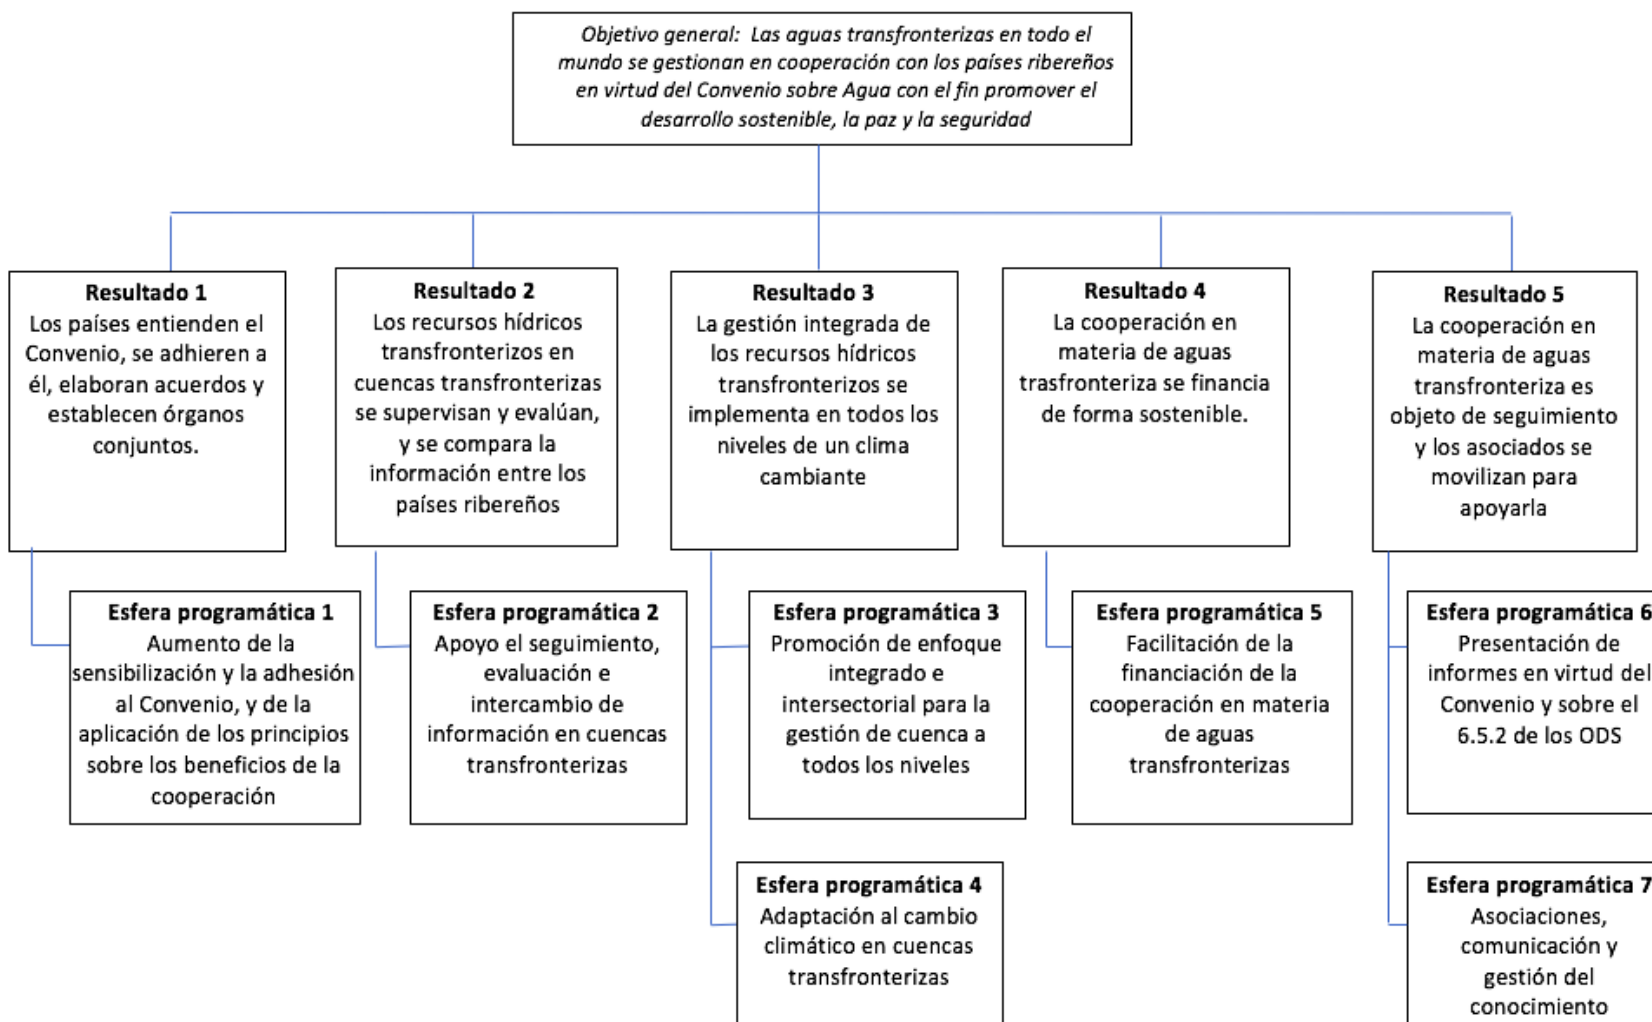 Objetivo general: Las aguas transfronterizas en todo el
mundo se gestionan en cooperación con los países ribereños
en virtud del Convenio sobre Agua con el fin promover el
desarrollo sostenible, la paz y la seguridad
Resultado 1
Los países entienden el
Convenio, se adhieren a
él, elaboran acuerdos y
establecen órganos
conjuntos.
Resultado 2
Los recursos hídricos
transfronterizos en
cuencas transfronterizas
se supervisan y evalúan,
y se compara la
información entre los
países ribereños
Resultado 3
La gestión integrada de
los recursos hídricos
transfronterizos se
implementa en todos los
niveles de un clima
cambiante
Resultado 4
La cooperación en
materia de aguas
trasfronteriza se financia
de forma sostenible.
Resultado 5
La cooperación en
materia de aguas
transfronteriza es
objeto de seguimiento
y los asociados se
movilizan para
apoyarla
Esfera programática 1
Aumento de la
sensibilización y la adhesión
al Convenio, y de la
aplicación de los principios
sobre los beneficios de la
cooperación
Esfera programática 2
Apoyo el seguimiento,
evaluación e
intercambio de
información en cuencas
transfronterizas
Esfera programática 3
Promoción de enfoque
integrado e
intersectorial para la
gestión de cuenca a
todos los niveles
Esfera programática 5
Facilitación de la
financiación de la
cooperación en materia
de aguas
transfronterizas
Esfera programática 6
Presentación de
informes en virtud del
Convenio y sobre el
6.5.2 de los ODS
Esfera programática 4
Adaptación al cambio
climático en cuencas
transfronterizas
Esfera programática 7
Asociaciones,
comunicación y
gestión del
conocimiento